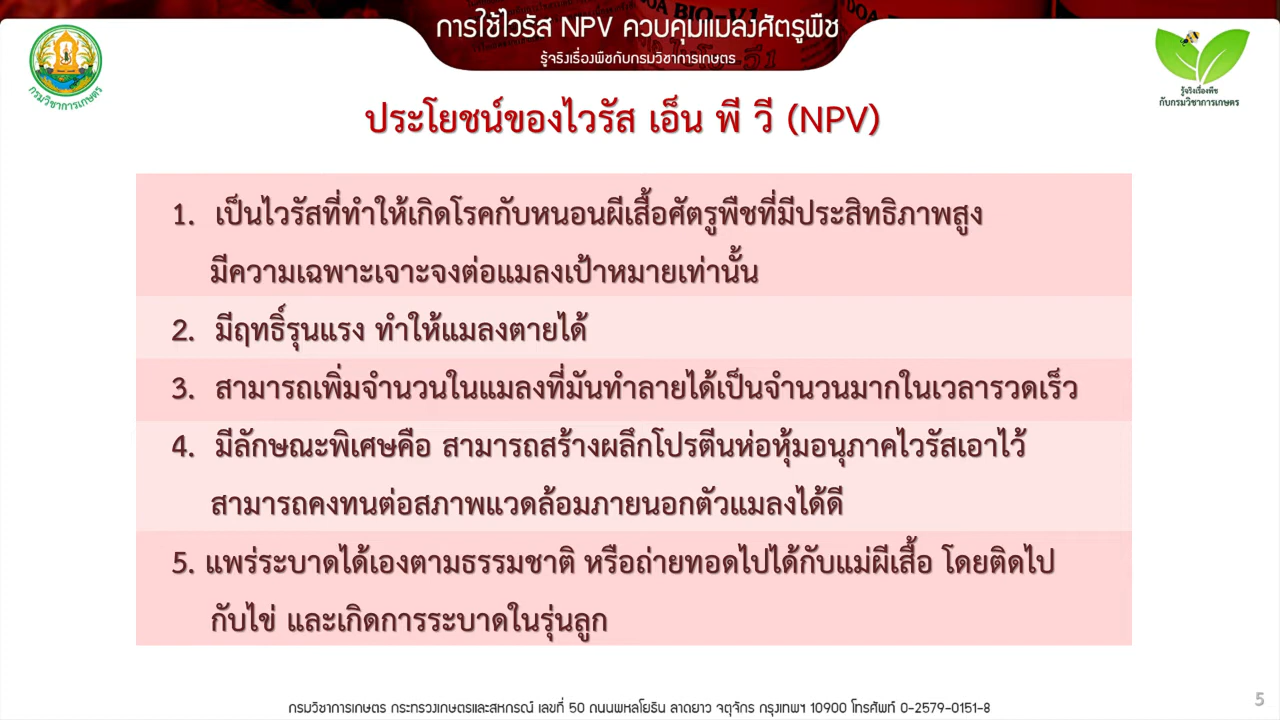 การใช้ไวรัส NPV ควบคุมแมลงศัตรูพืช
รู้จริงเรื่องพืชกับกรมวิชาการเกษตร
กรมวิชาการเกษตร
รู้จริงเรื่องพืช
กับกรมวิชาการเกษตร
ประโยชน์ของไวรัส เอ็น พี วี (NPV)
1. เป็นไวรัสที่ทำให้เกิดโรคกับหนอนผีเสื้อศัตรูพืชที่มีประสิทธิภาพสูง
มีความเฉพาะเจาะจงต่อแมลงเป้าหมายเท่านั้น
2. มีฤทธิ์รุนแรง ทำให้แมลงตายได้
3. สามารถเพิ่มจำนวนในแมลงที่มันทำลายได้เป็นจำนวนมากในเวลารวดเร็ว
4. มีลักษณะพิเศษคือ สามารถสร้างผลึกโปรตีนห่อหุ้มอนุภาคไวรัสเอาไว้
สามารถคงทนต่อสภาพแวดล้อมภายนอกตัวแมลงได้ดี
5. แพร่ระบาดได้เองตามธรรมชาติ หรือถ่ายทอดไปได้กับแม่ผีเสื้อ โดยติดไป
กับไข่ และเกิดการระบาดในรุ่นลูก
กรมวิชาการเกษตร กระทรวงเกษตรและสหกรณ์ เลขที่ 50 ถนนพหลโยธิน ลาดยาว จตุจักร กรุงเทพฯ 10900 โทรศัพท์ 0-2579-0151-8
5